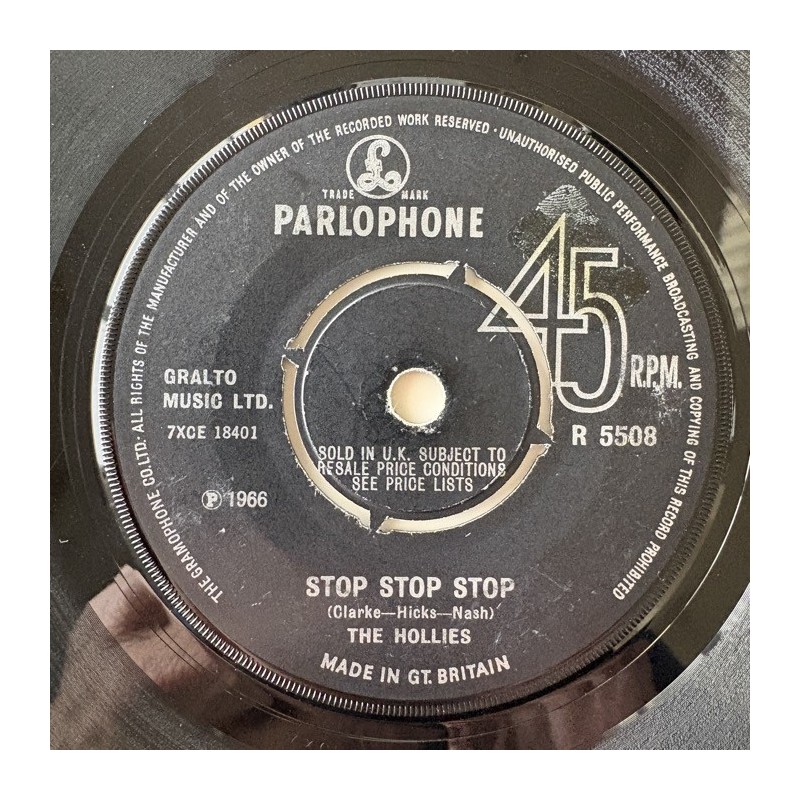 THE GRAMOPHONE CO.LTD. · ALL RIGHTS OF THE MANUFACTURER AND OF THE OWNER OF THE RECORDED WORK RESERVED · UNAUTHORISED PUBLIC PERFORMANCE BROADCASTING AND COPYING OF THIS RECORD PROHIBITED
£
TRADE MARK
PARLOPHONE
45
R.P.M.
GRALTO
MUSIC LTD.
7XCE 18401
R 5508
SOLD IN U.K. SUBJECT TO
RESALE PRICE CONDITIONS
SEE PRICE LISTS
℗ 1966
STOP STOP STOP
(Clarke—Hicks—Nash)
THE HOLLIES
MADE IN GT. BRITAIN